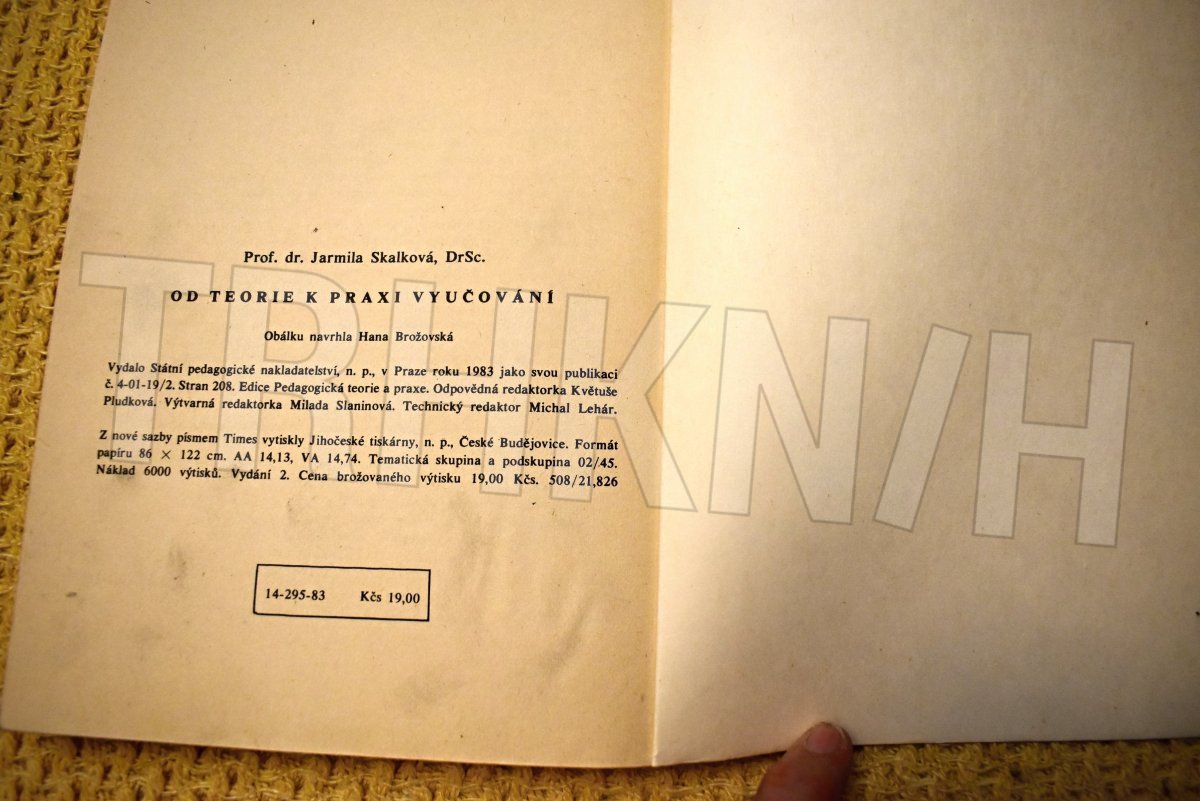 Prof. dr. Jarmila Skalková, DrSc.
OD TEORIE K PRAXI VYUČOVÁNÍ
Obálku navrhla Hana Brožovská
Vydalo Státní pedagogické nakladatelství, n. p., v Praze roku 1983 jako svou publikaci
č. 4-01-19/2. Stran 208. Edice Pedagogická teorie a praxe. Odpovědná redaktorka Květuše
Pludková. Výtvarná redaktorka Milada Slaninová. Technický redaktor Michal Lehár.
Z nové sazby písmem Times vytiskly Jihočeské tiskárny, n. p., České Budějovice. Formát
papíru 86 × 122 cm. AA 14,13, VA 14,74. Tematická skupina a podskupina 02/45.
Náklad 6000 výtisků. Vydání 2. Cena brožovaného výtisku 19,00 Kčs. 508/21,826
14-295-83 Kčs 19,00
TRHKN/H